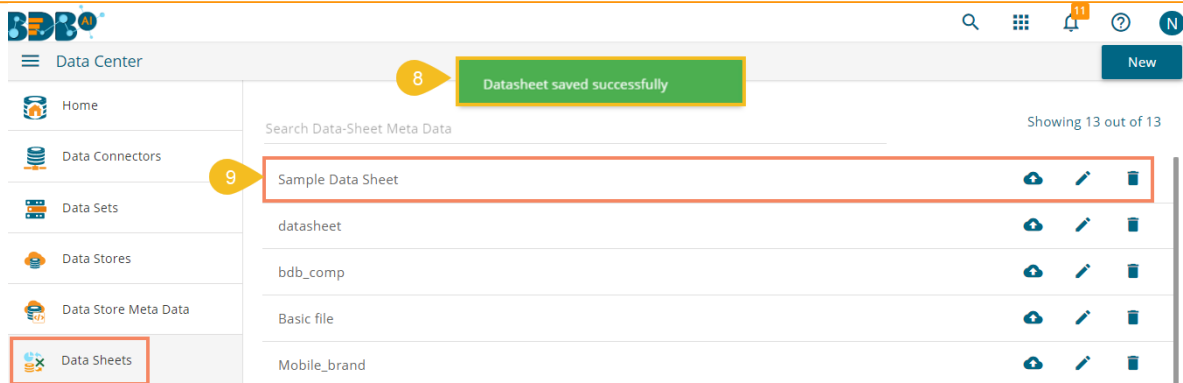 BDB AI
11
N
Data Center
New
8
Datasheet saved successfully
Home
Search Data-Sheet Meta Data
Showing 13 out of 13
Data Connectors
9
Sample Data Sheet
Data Sets
datasheet
Data Stores
bdb_comp
Data Store Meta Data
Basic file
Data Sheets
Mobile_brand